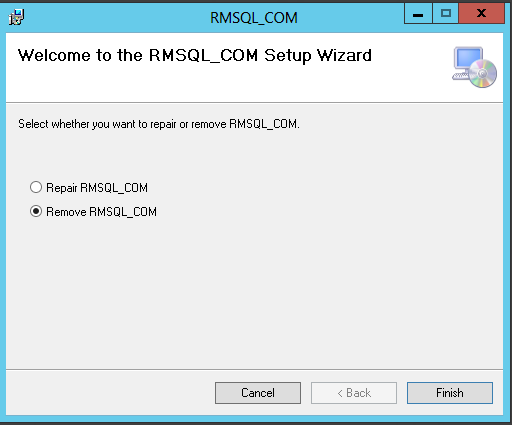 RMSQL_COM
Welcome to the RMSQL_COM Setup Wizard
Select whether you want to repair or remove RMSQL_COM.
Repair RMSQL_COM
Remove RMSQL_COM
Cancel
< Back
Finish